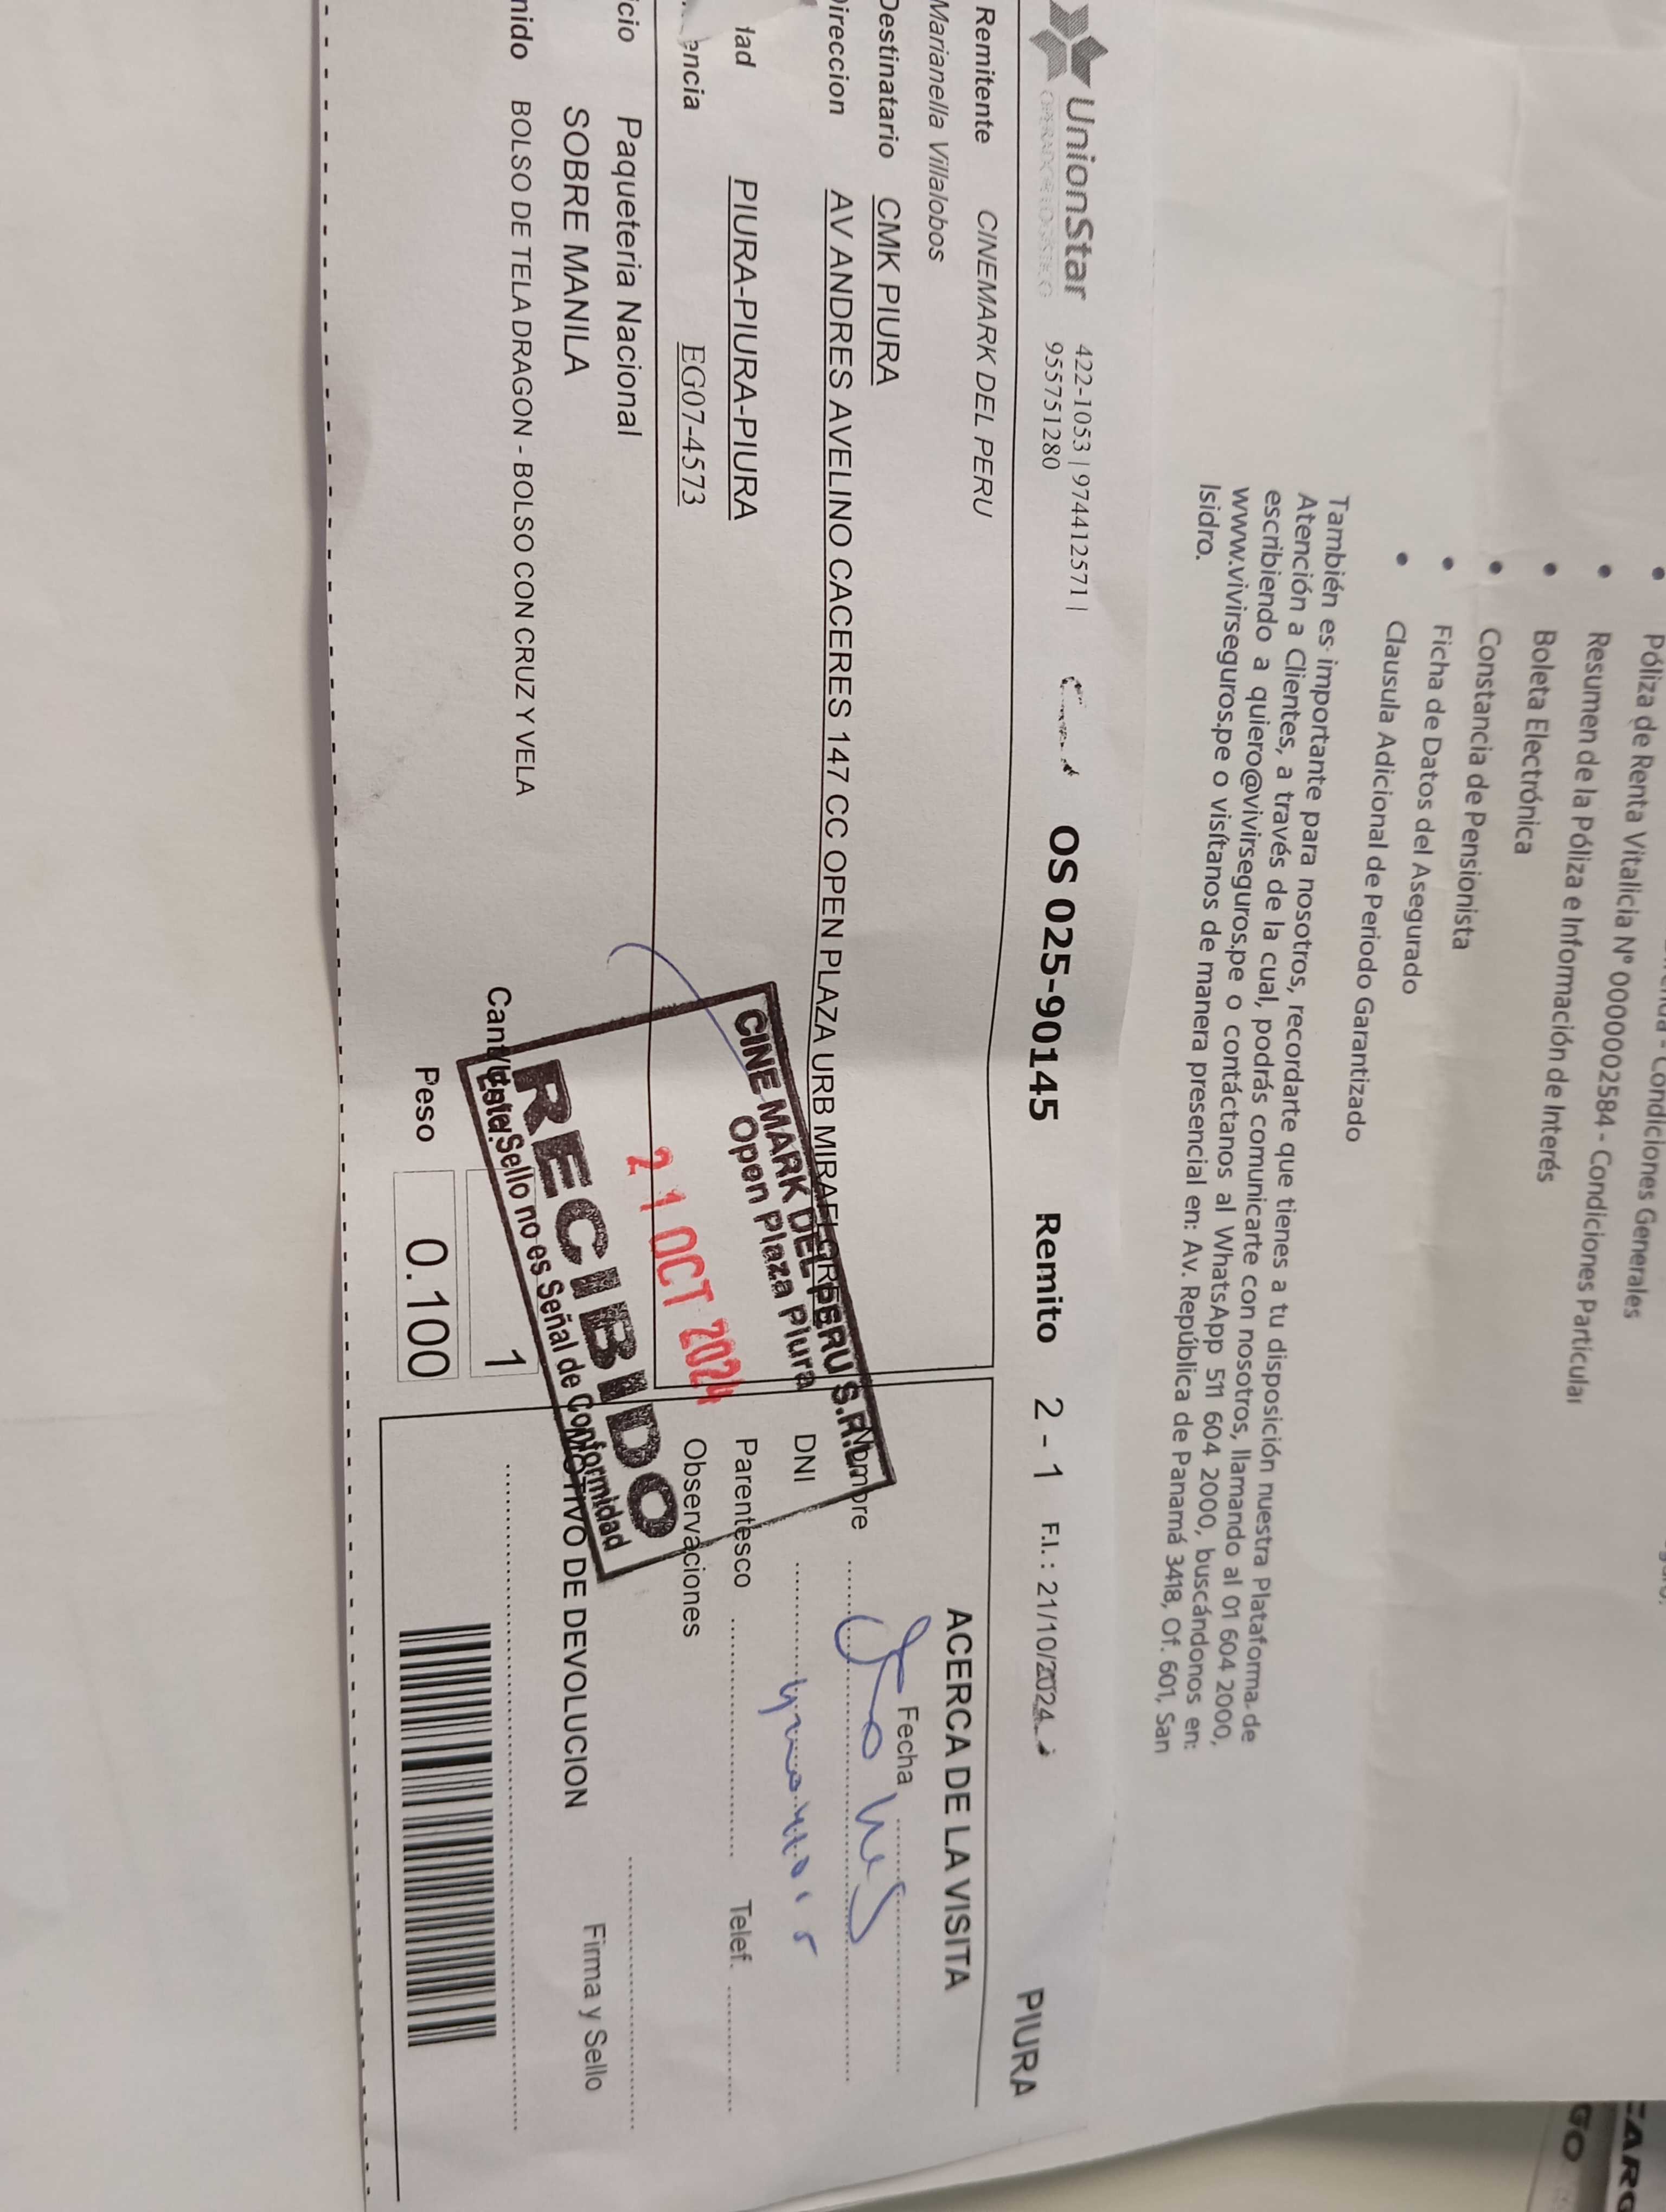 Póliza de Renta Vitalicia N° 0000002584 - Condiciones Generales
Resumen de la Póliza e Información de Interés
Boleta Electrónica
Constancia de Pensionista
Ficha de Datos del Asegurado
Clausula Adicional de Periodo Garantizado
También es importante para nosotros, recordarte que tienes a tu disposición nuestra Plataforma de
Atención a Clientes, a través de la cual, podrás comunicarte con nosotros, llamando al 01 604 2000,
escribiendo a quiero@vivirseguros.pe o contáctanos al WhatsApp 511 604 2000, buscándonos en:
www.vivirseguros.pe o visítanos de manera presencial en: Av. República de Panamá 3418, Of. 601, San
Isidro.
UnionStar
OPERADOR LOGISTICO
422-1053 | 974412571 |
955751280
OS 025-90145 Remito 2 - 1 F.I.: 21/10/2024
PIURA
Remitente CINEMARK DEL PERU
Marianella Villalobos
Destinatario CMK PIURA
Direccion AV ANDRES AVELINO CACERES 147 CC OPEN PLAZA URB MIRAFLORE
PIURA-PIURA-PIURA
EG07-4573
Paqueteria Nacional
SOBRE MANILA
BOLSO DE TELA DRAGON - BOLSO CON CRUZ Y VELA
1
Peso 0.100
CINE MARK DEL PERU S.R.L
Open Plaza Piura
21 OCT 2024
RECIBIDO
Este Sello no es Señal de Conformidad
ACERCA DE LA VISITA
Fecha
Nombre
DNI
Parentesco Telef.
Observaciones
MOTIVO DE DEVOLUCION
Firma y Sello